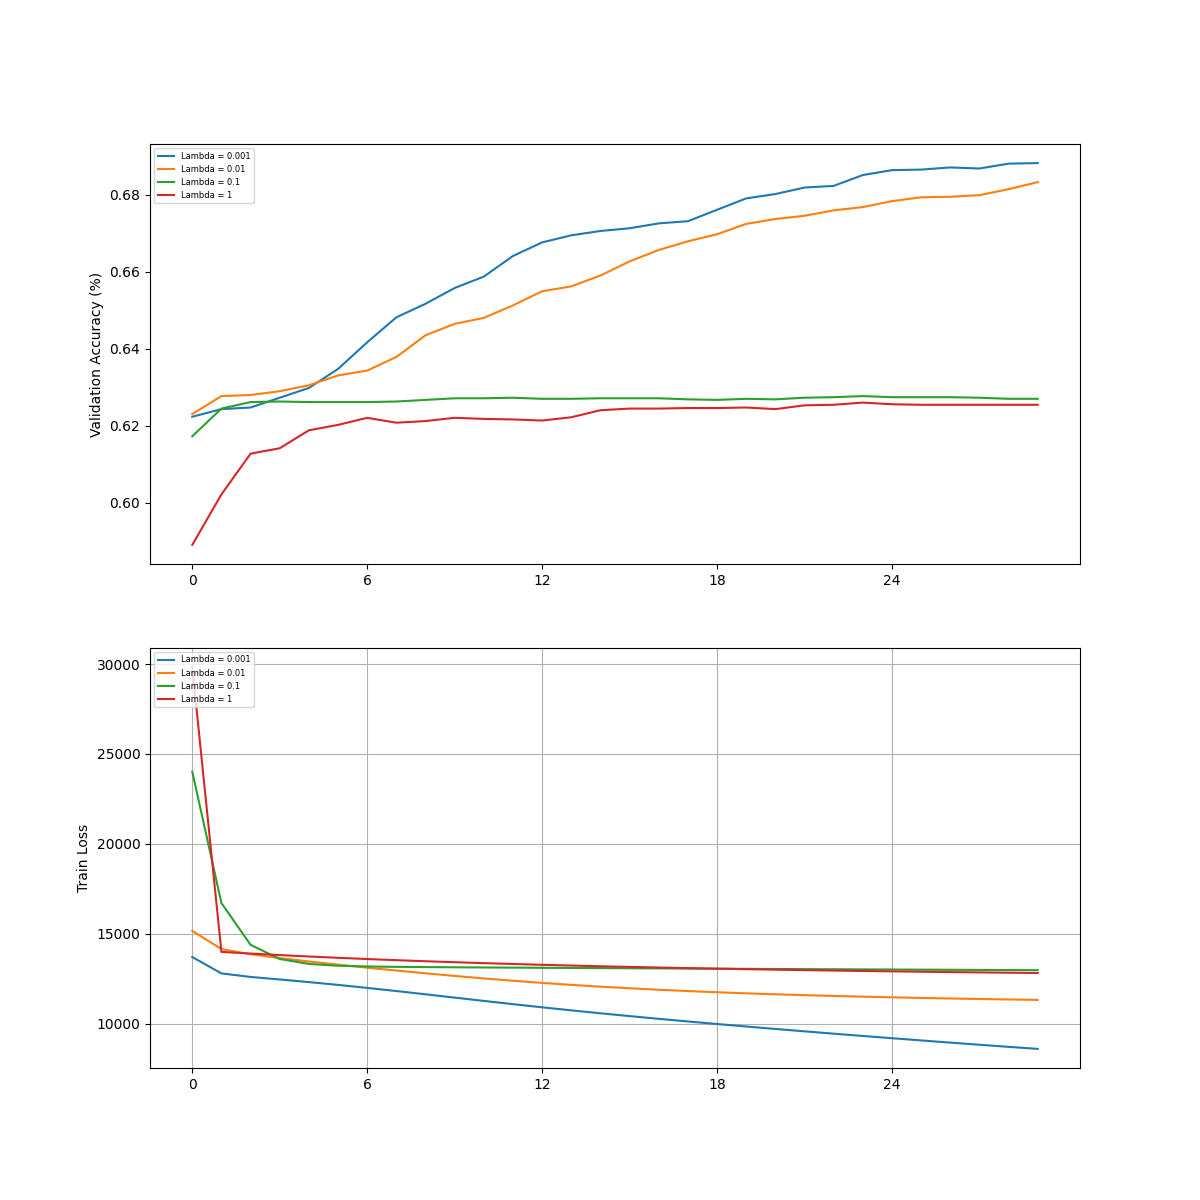 Lambda = 0.001
Lambda = 0.01
Lambda = 0.1
Lambda = 1
Validation Accuracy (%)
0.68
0.66
0.64
0.62
0.60
0 6 12 18 24
Lambda = 0.001
Lambda = 0.01
Lambda = 0.1
Lambda = 1
Train Loss
30000
25000
20000
15000
10000
0 6 12 18 24